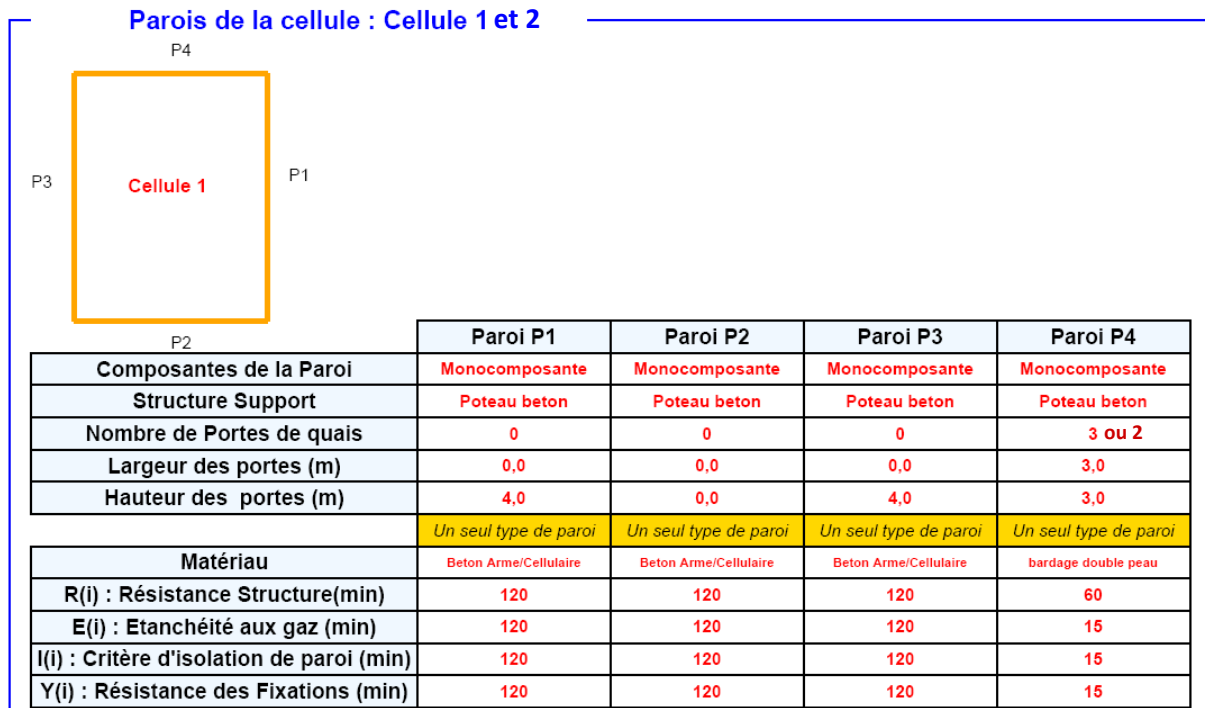 Parois de la cellule : Cellule 1 et 2
P4
P3
Cellule 1
P1
P2
Paroi P1 Paroi P2 Paroi P3 Paroi P4
Composantes de la Paroi Monocomposante Monocomposante Monocomposante Monocomposante
Structure Support Poteau beton Poteau beton Poteau beton Poteau beton
Nombre de Portes de quais 0 0 0 3 ou 2
Largeur des portes (m) 0,0 0,0 0,0 3,0
Hauteur des portes (m) 4,0 0,0 4,0 3,0
Un seul type de paroi Un seul type de paroi Un seul type de paroi Un seul type de paroi
Matériau Beton Arme/Cellulaire Beton Arme/Cellulaire Beton Arme/Cellulaire bardage double peau
R(i) : Résistance Structure(min) 120 120 120 60
E(i) : Etanchéité aux gaz (min) 120 120 120 15
I(i) : Critère d'isolation de paroi (min) 120 120 120 15
Y(i) : Résistance des Fixations (min) 120 120 120 15